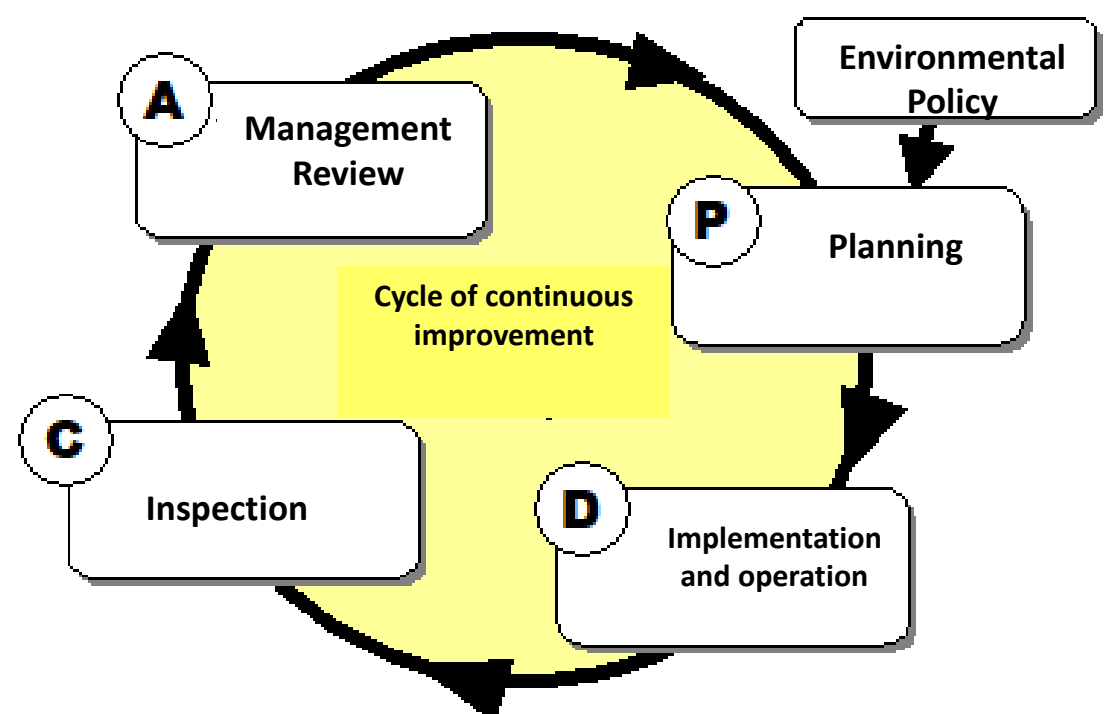 Environmental
Policy
A
Management
Review
P
Planning
Cycle of continuous
improvement
C
Inspection
D
Implementation
and operation